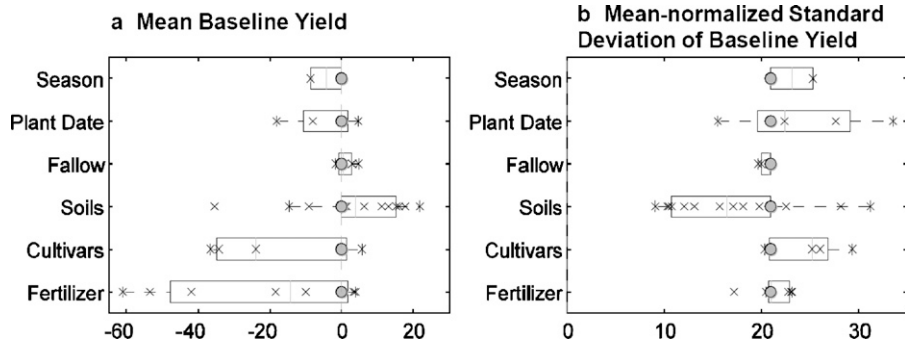 a Mean Baseline Yield
Season
Plant Date
Fallow
Soils
Cultivars
Fertilizer
-60 -40 -20 0 20
b Mean-normalized Standard
Deviation of Baseline Yield
Season
Plant Date
Fallow
Soils
Cultivars
Fertilizer
0 10 20 30